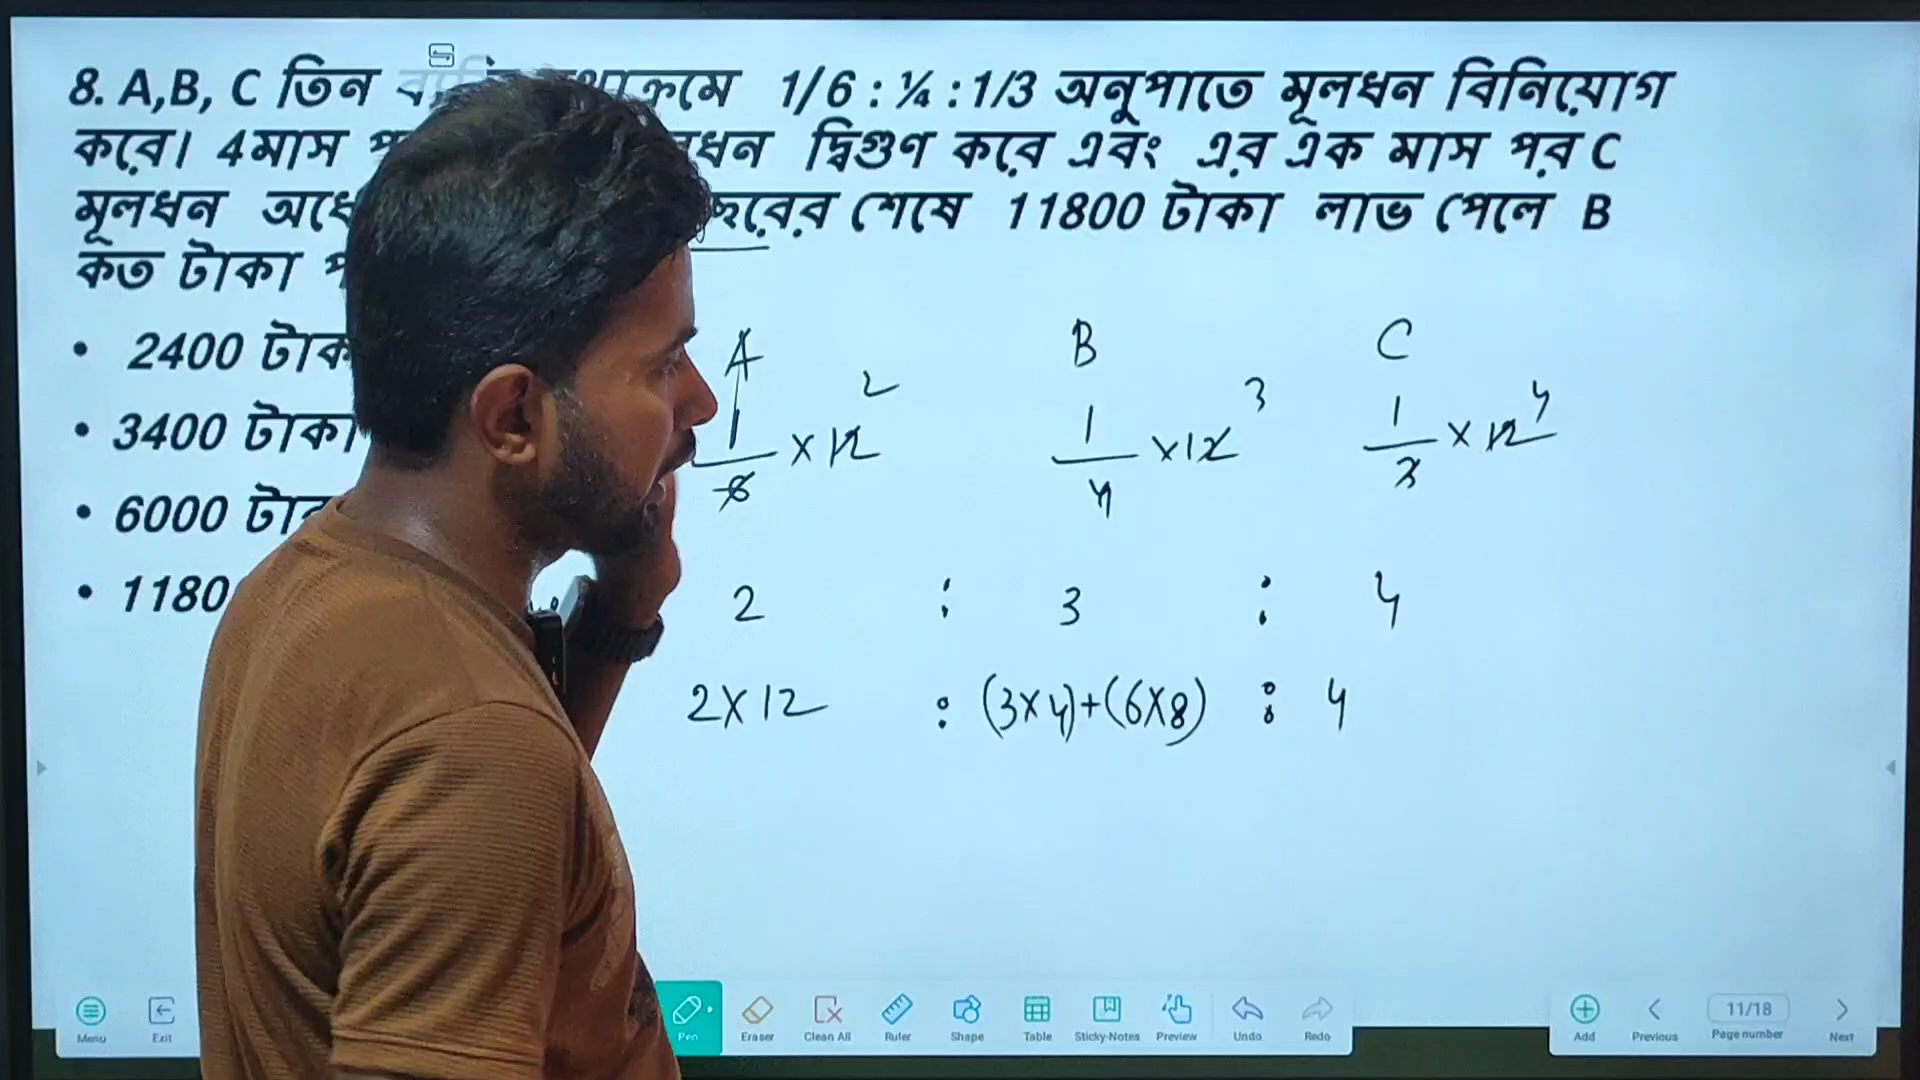 8. A,B, C তিন ক্রমে 1/6 : ¼ : 1/3 অনুপাতে মূলধন বিনিয়োগ
করে। 4মাস দ্বিগুণ করে এবং এর এক মাস পর C
মূলধন শেষে 11800 টাকা লাভ পেলে B
কত টাকা
• 2400
• 3400 টাকা
• 6000
• 1180
A B C
1/6 × 12 2 1/4 × 12 3 1/3 × 12 4
2 : 3 : 4
2×12 : (3×4)+(6×8) : 4
Menu Exit Pen Eraser Clean All Ruler Shape Table Sticky-Notes Preview Undo Redo Add Previous 11/18 Page number Next